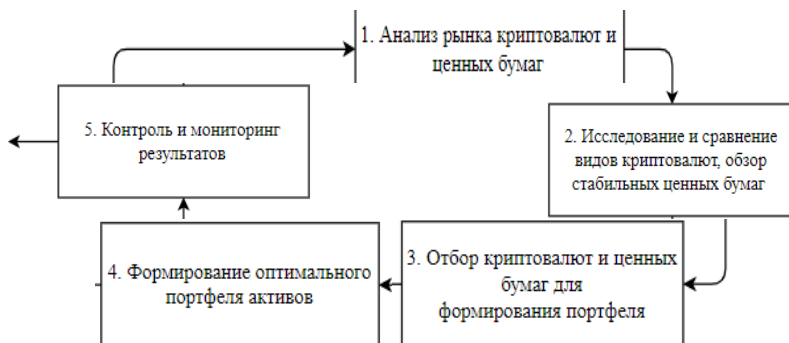 1. Анализ рынка криптовалют и
ценных бумаг
2. Исследование и сравнение
видов криптовалют, обзор
стабильных ценных бумаг
3. Отбор криптовалют и ценных
бумаг для
формирования портфеля
4. Формирование оптимального
портфеля активов
5. Контроль и мониторинг
результатов